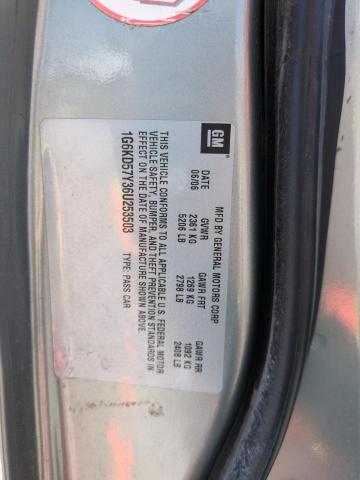 GM
MFD BY GENERAL MOTORS CORP
DATE GVWR GAWR FRT GAWR RR
06/06 2361 KG 1269 KG 1092 KG
5206 LB 2798 LB 2408 LB
THIS VEHICLE CONFORMS TO ALL APPLICABLE U.S. FEDERAL MOTOR
VEHICLE SAFETY, BUMPER, AND THEFT PREVENTION STANDARDS IN
EFFECT ON THE DATE OF MANUFACTURE SHOWN ABOVE.
1G6KD57Y36U253503 TYPE: PASS CAR